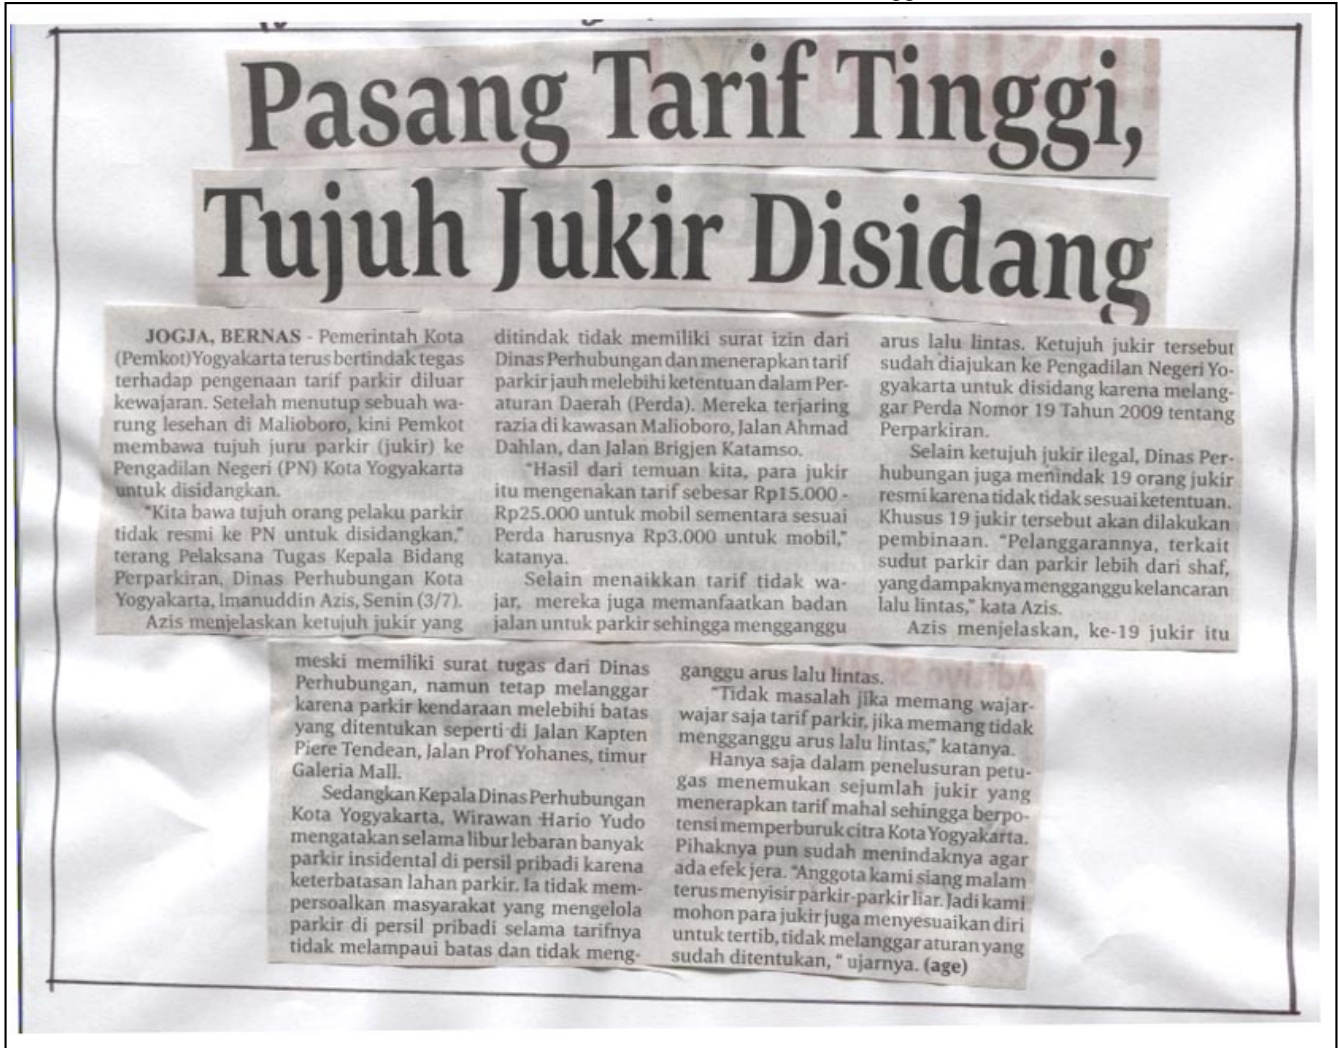 Pasang Tarif Tinggi,
Tujuh Jukir Disidang
JOGJA, BERNAS - Pemerintah Kota
(Pemkot)Yogyakarta terus bertindak tegas
terhadap pengenaan tarif parkir diluar
kewajaran. Setelah menutup sebuah wa-
rung lesehan di Malioboro, kini Pemkot
membawa tujuh juru parkir (jukir) ke
Pengadilan Negeri (PN) Kota Yogyakarta
untuk disidangkan.
"Kita bawa tujuh orang pelaku parkir
tidak resmi ke PN untuk disidangkan,"
terang Pelaksana Tugas Kepala Bidang
Perparkiran, Dinas Perhubungan Kota
Yogyakarta, Imanuddin Azis, Senin (3/7).
Azis menjelaskan ketujuh jukir yang
ditindak tidak memiliki surat izin dari
Dinas Perhubungan dan menerapkan tarif
parkir jauh melebihi ketentuan dalam Per-
aturan Daerah (Perda). Mereka terjaring
razia di kawasan Malioboro, Jalan Ahmad
Dahlan, dan Jalan Brigjen Katamso.
"Hasil dari temuan kita, para jukir
itu mengenakan tarif sebesar Rp15.000 -
Rp25.000 untuk mobil sementara sesuai
Perda harusnya Rp3.000 untuk mobil,"
katanya.
Selain menaikkan tarif tidak wa-
jar, mereka juga memanfaatkan badan
jalan untuk parkir sehingga mengganggu
arus lalu lintas. Ketujuh jukir tersebut
sudah diajukan ke Pengadilan Negeri Yo-
gyakarta untuk disidang karena melang-
gar Perda Nomor 19 Tahun 2009 tentang
Perparkiran.
Selain ketujuh jukir ilegal, Dinas Per-
hubungan juga menindak 19 orang jukir
resmi karena tidak tidak sesuai ketentuan.
Khusus 19 jukir tersebut akan dilakukan
pembinaan. "Pelanggarannya, terkait
sudut parkir dan parkir lebih dari shaf,
yang dampaknya mengganggu kelancaran
lalu lintas," kata Azis.
Azis menjelaskan, ke-19 jukir itu
meski memiliki surat tugas dari Dinas
Perhubungan, namun tetap melanggar
karena parkir kendaraan melebihi batas
yang ditentukan seperti di Jalan Kapten
Piere Tendean, Jalan Prof Yohanes, timur
Galeria Mall.
Sedangkan Kepala Dinas Perhubungan
Kota Yogyakarta, Wirawan Hario Yudo
mengatakan selama libur lebaran banyak
parkir insidental di persil pribadi karena
keterbatasan lahan parkir. Ia tidak mem-
persoalkan masyarakat yang mengelola
parkir di persil pribadi selama tarifnya
tidak melampaui batas dan tidak meng-
ganggu arus lalu lintas.
"Tidak masalah jika memang wajar-
wajar saja tarif parkir, jika memang tidak
mengganggu arus lalu lintas," katanya.
Hanya saja dalam penelusuran petu-
gas menemukan sejumlah jukir yang
menerapkan tarif mahal sehingga berpo-
tensi memperburuk citra Kota Yogyakarta.
Pihaknya pun sudah menindaknya agar
ada efek jera. "Anggota kami siang malam
terus menyisir parkir-parkir liar. Jadi kami
mohon para jukir juga menyesuaikan diri
untuk tertib, tidak melanggar aturan yang
sudah ditentukan, " ujarnya. (age)